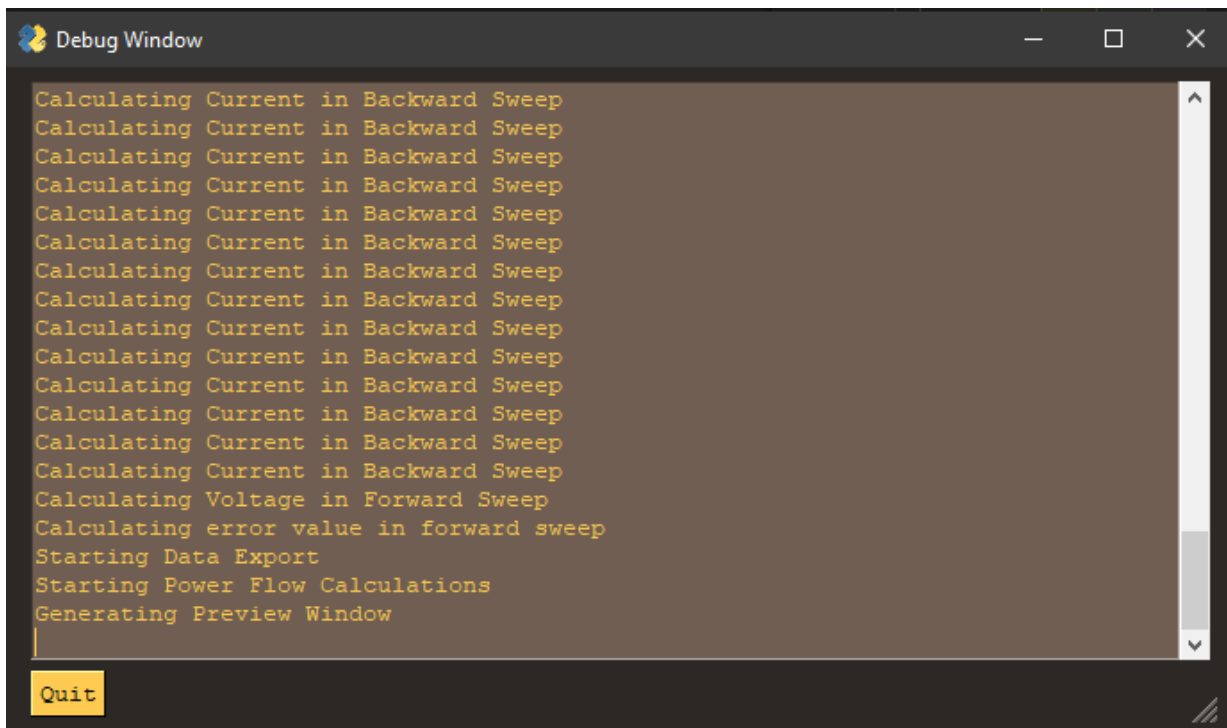 Debug Window
Calculating Current in Backward Sweep
Calculating Current in Backward Sweep
Calculating Current in Backward Sweep
Calculating Current in Backward Sweep
Calculating Current in Backward Sweep
Calculating Current in Backward Sweep
Calculating Current in Backward Sweep
Calculating Current in Backward Sweep
Calculating Current in Backward Sweep
Calculating Current in Backward Sweep
Calculating Current in Backward Sweep
Calculating Current in Backward Sweep
Calculating Current in Backward Sweep
Calculating Current in Backward Sweep
Calculating Voltage in Forward Sweep
Calculating error value in forward sweep
Starting Data Export
Starting Power Flow Calculations
Generating Preview Window
Quit